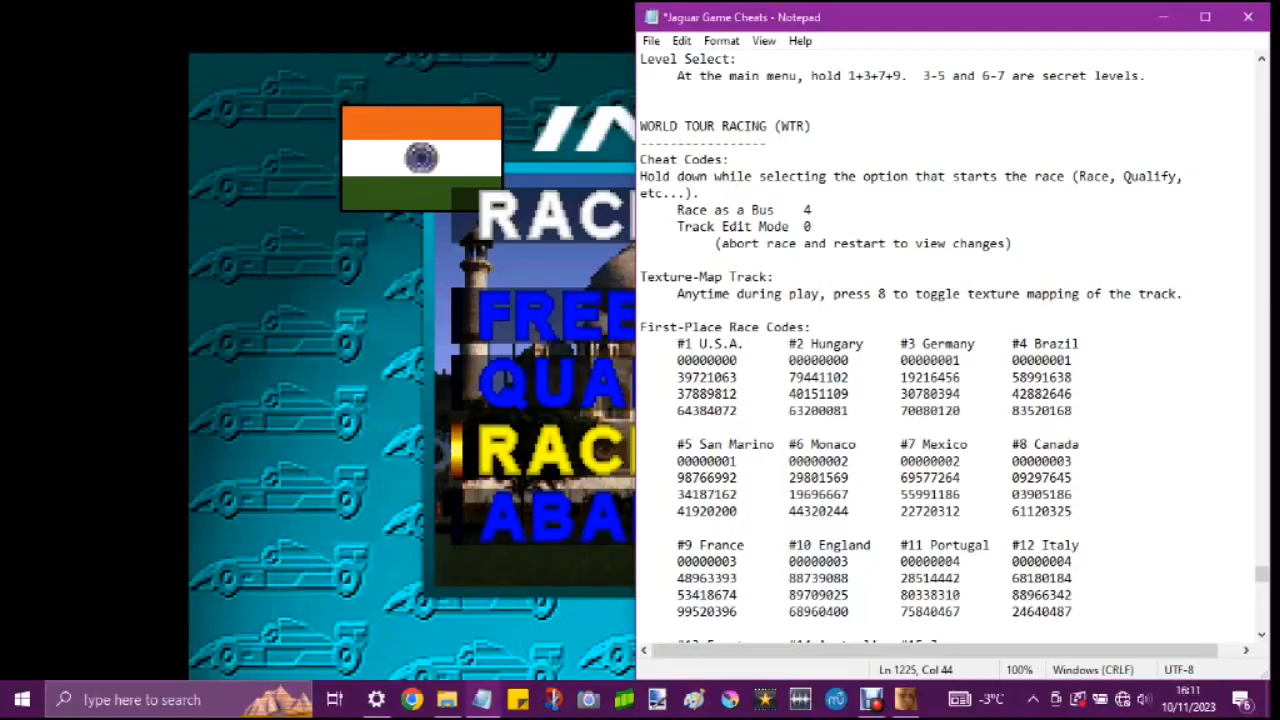 *Jaguar Game Cheats - Notepad
File Edit Format View Help
Level Select:
At the main menu, hold 1+3+7+9. 3-5 and 6-7 are secret levels.
WORLD TOUR RACING (WTR)
-----------------
Cheat Codes:
Hold down while selecting the option that starts the race (Race, Qualify,
etc...).
Race as a Bus 4
Track Edit Mode 0
(abort race and restart to view changes)
Texture-Map Track:
Anytime during play, press 8 to toggle texture mapping of the track.
First-Place Race Codes:
#1 U.S.A. #2 Hungary #3 Germany #4 Brazil
00000000 00000000 00000001 00000001
39721063 79441102 19216456 58991638
37889812 40151109 30780394 42882646
64384072 63200081 70080120 83520168
#5 San Marino #6 Monaco #7 Mexico #8 Canada
00000001 00000002 00000002 00000003
98766992 29801569 69577264 09297645
34187162 19696667 55991186 03905186
41920200 44320244 22720312 61120325
#9 France #10 England #11 Portugal #12 Italy
00000003 00000003 00000004 00000004
48963393 88739088 28514442 68180184
53418674 89709025 80338310 88966342
99520396 68960400 75840467 24640487
Ln 1225, Col 44 100% Windows (CRLF) UTF-8
RAC
FREE
QUA
RAC
ABA
Type here to search
-3°C
16:11
10/11/2023
6